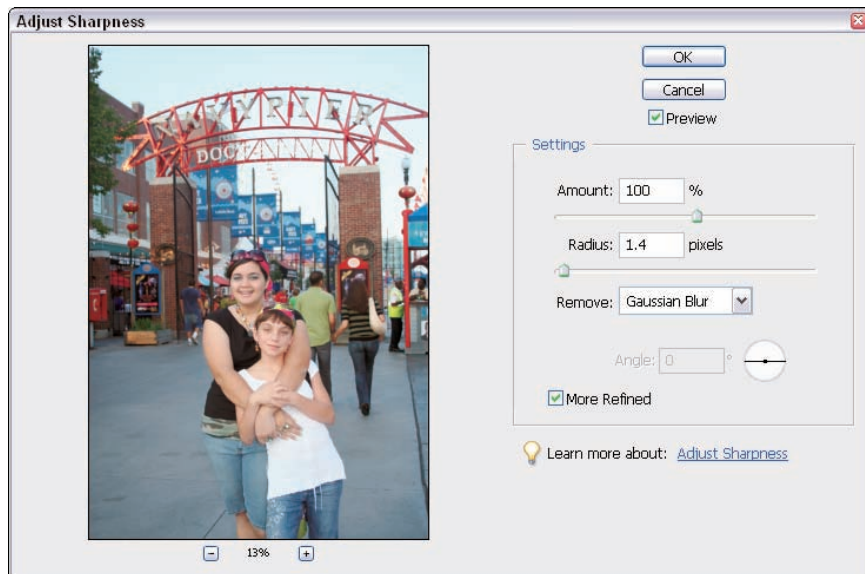 Adjust Sharpness
NAVY PIER
DOCK
OK
Cancel
Preview
Settings
Amount: 100 %
Radius: 1.4 pixels
Remove: Gaussian Blur
Angle: 0 °
More Refined
Learn more about: Adjust Sharpness
- 13% +